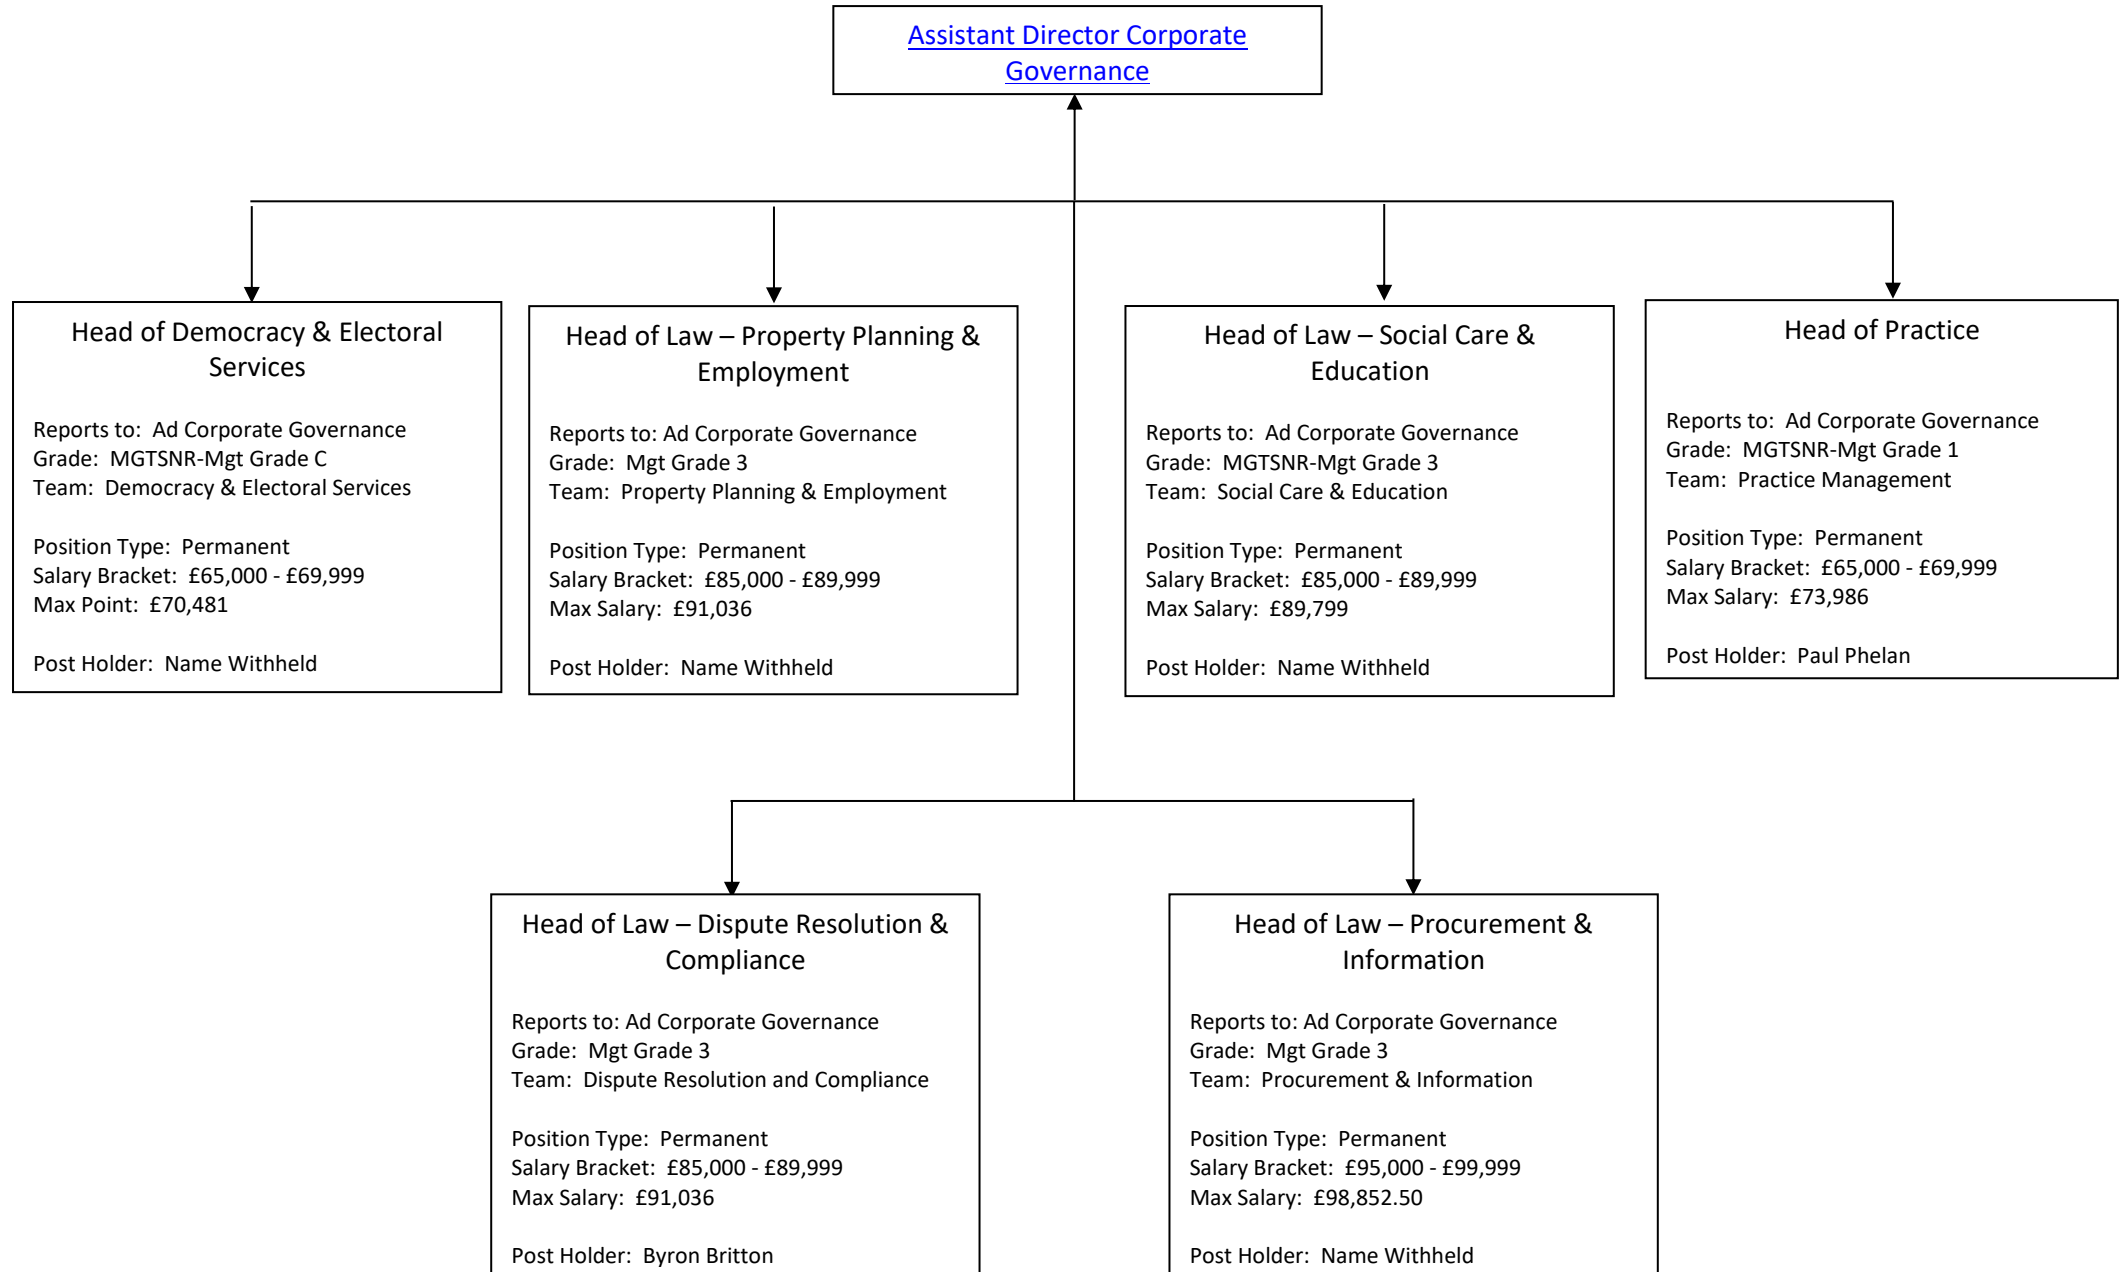 Assistant Director Corporate
Governance
Head of Democracy & Electoral
Services
Reports to: Ad Corporate Governance
Grade: MGTSNR-Mgt Grade C
Team: Democracy & Electoral Services
Position Type: Permanent
Salary Bracket: £65,000 - £69,999
Max Point: £70,481
Post Holder: Name Withheld
Head of Law – Property Planning &
Employment
Reports to: Ad Corporate Governance
Grade: Mgt Grade 3
Team: Property Planning & Employment
Position Type: Permanent
Salary Bracket: £85,000 - £89,999
Max Salary: £91,036
Post Holder: Name Withheld
Head of Law – Social Care &
Education
Reports to: Ad Corporate Governance
Grade: MGTSNR-Mgt Grade 3
Team: Social Care & Education
Position Type: Permanent
Salary Bracket: £85,000 - £89,999
Max Salary: £89,799
Post Holder: Name Withheld
Head of Practice
Reports to: Ad Corporate Governance
Grade: MGTSNR-Mgt Grade 1
Team: Practice Management
Position Type: Permanent
Salary Bracket: £65,000 - £69,999
Max Salary: £73,986
Post Holder: Paul Phelan
Head of Law – Dispute Resolution &
Compliance
Reports to: Ad Corporate Governance
Grade: Mgt Grade 3
Team: Dispute Resolution and Compliance
Position Type: Permanent
Salary Bracket: £85,000 - £89,999
Max Salary: £91,036
Post Holder: Byron Britton
Head of Law – Procurement &
Information
Reports to: Ad Corporate Governance
Grade: Mgt Grade 3
Team: Procurement & Information
Position Type: Permanent
Salary Bracket: £95,000 - £99,999
Max Salary: £98,852.50
Post Holder: Name Withheld